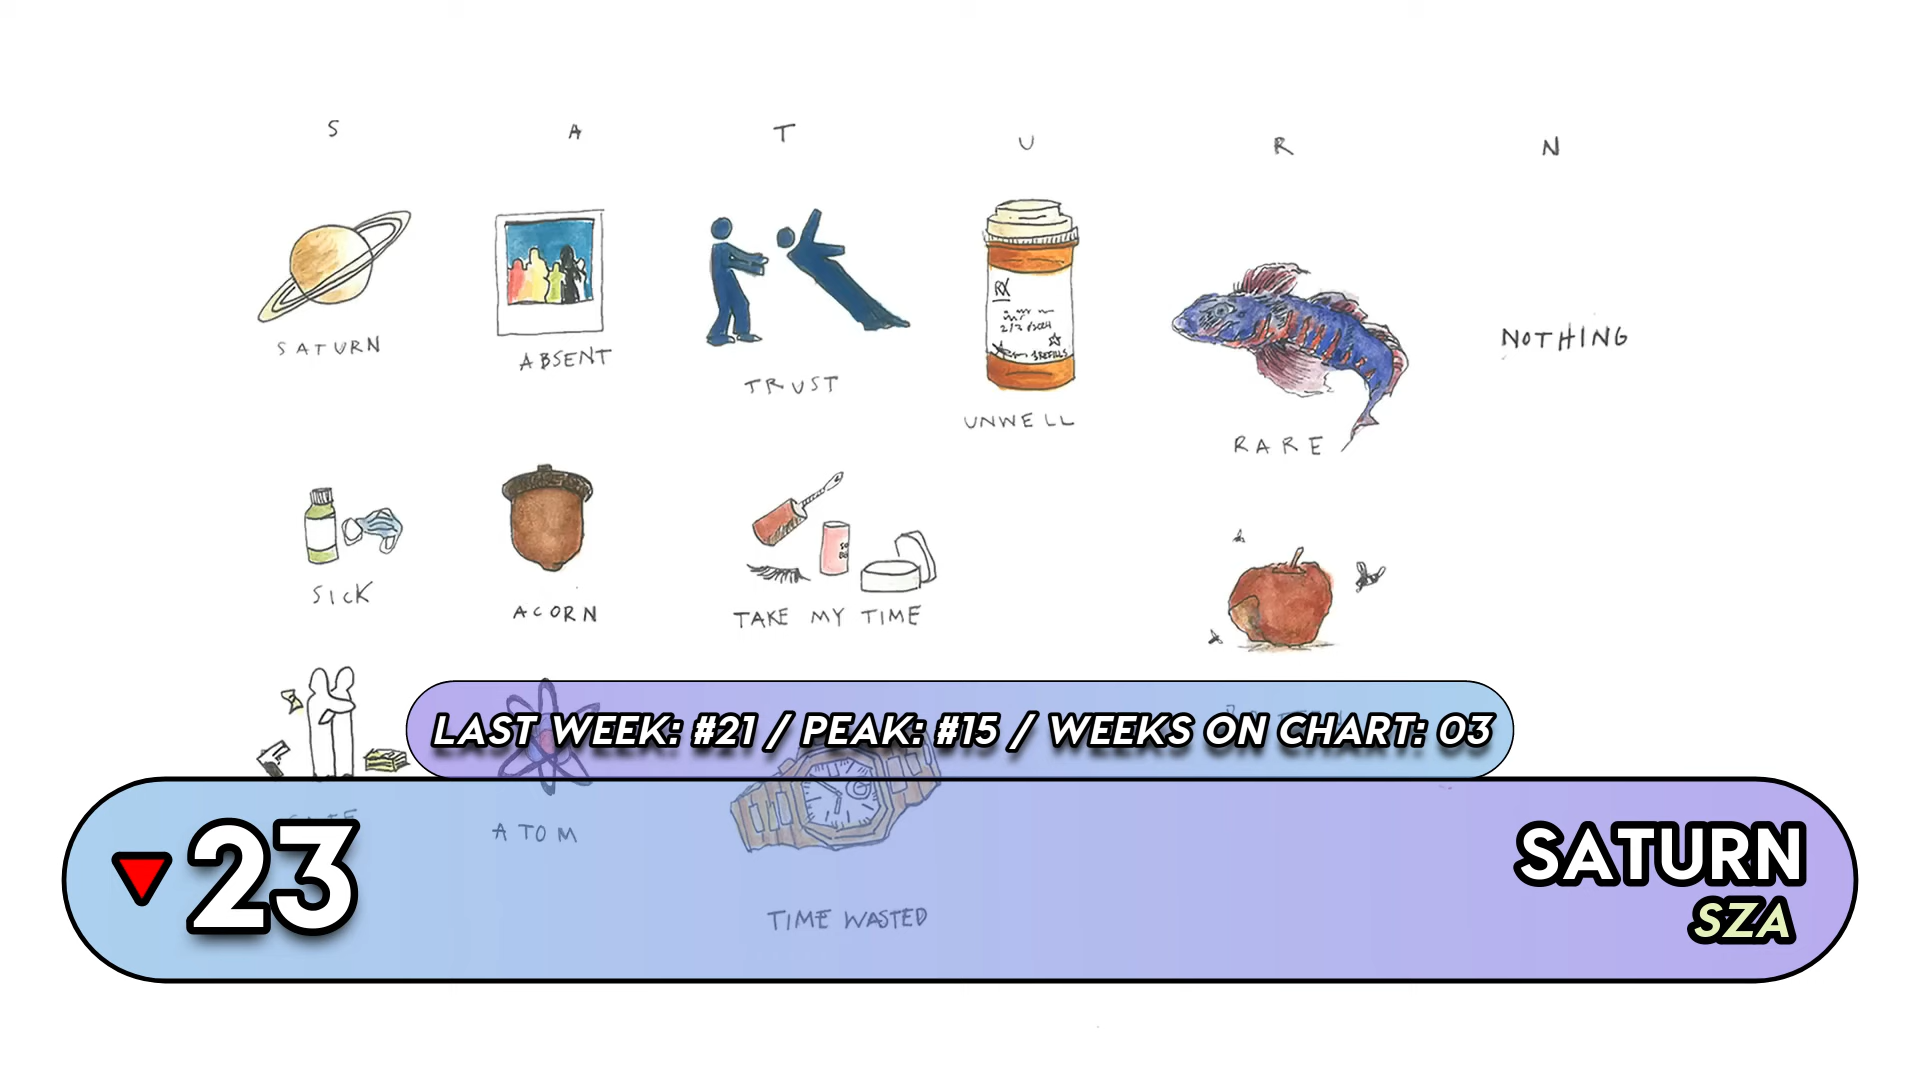 S A T U R N
SATURN
ABSENT
TRUST
UNWELL
RARE
NOTHING
RX
SICK
ACORN
TAKE MY TIME
LAST WEEK: #21 / PEAK: #15 / WEEKS ON CHART: 03
ATOM
TIME WASTED
23
SATURN
SZA